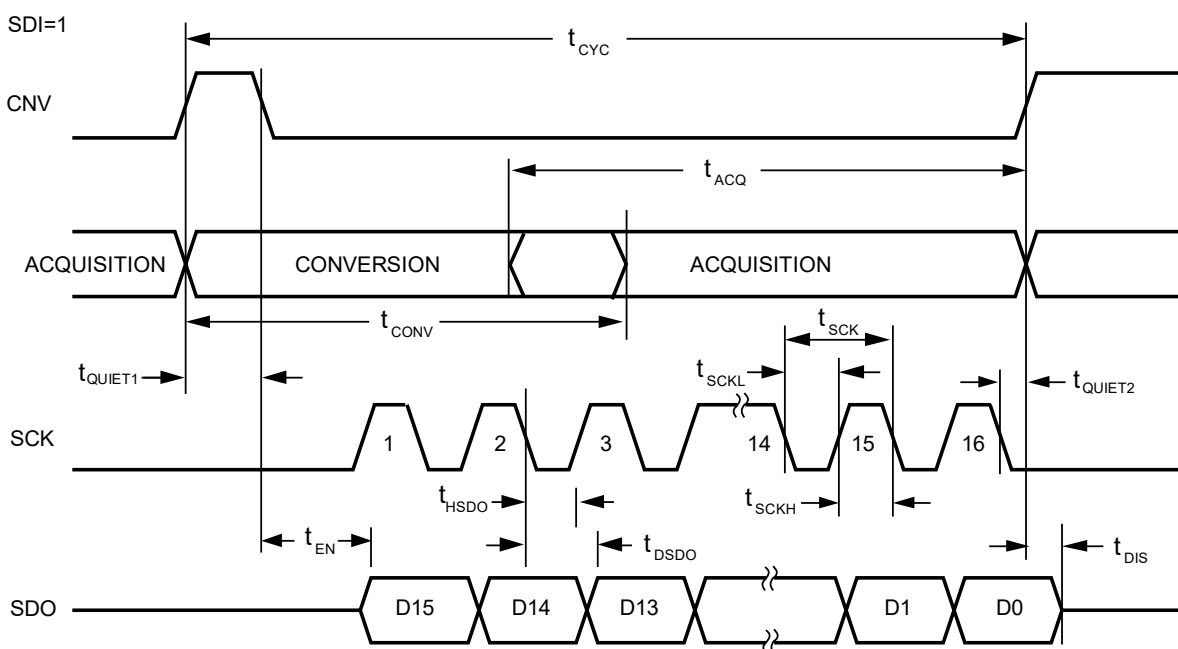 SDI=1
tCYC
CNV
tACQ
ACQUISITION CONVERSION ACQUISITION
tCONV
tSCK
tQUIET1 tSCKL tQUIET2
SCK 1 2 3 14 15 16
tHSDO tSCKH
tEN tDSDO tDIS
SDO D15 D14 D13 D1 D0